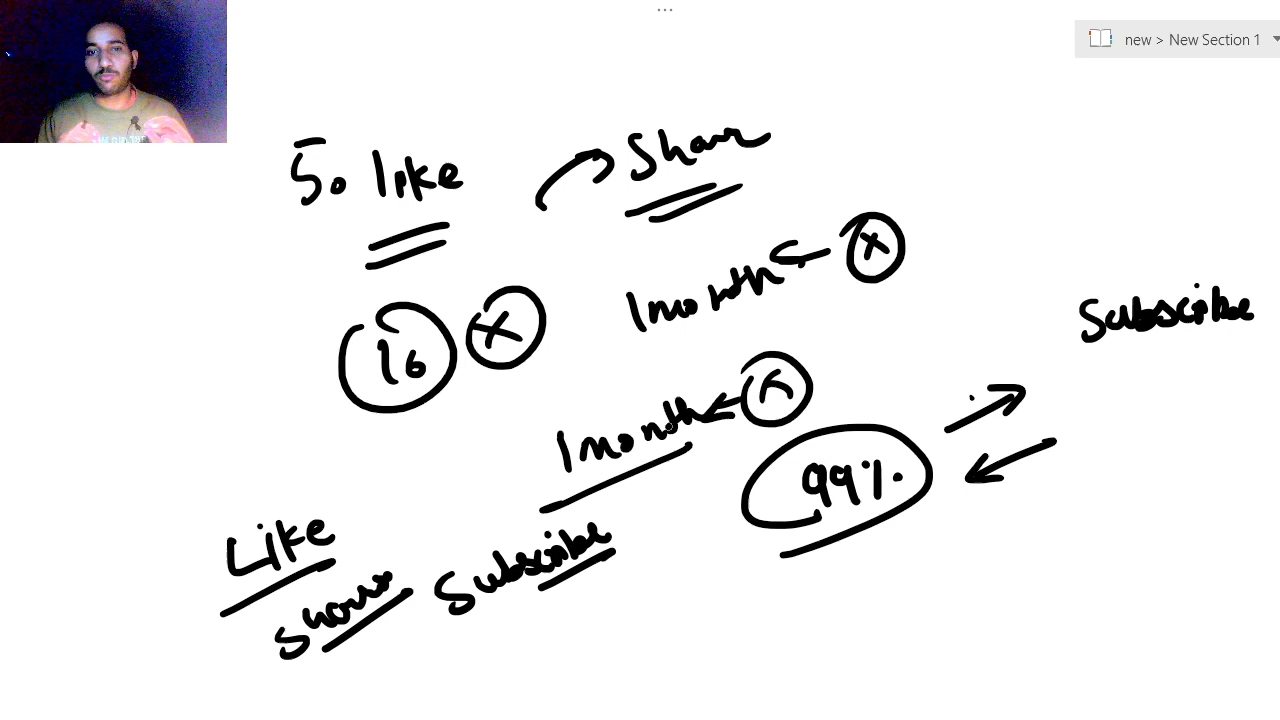 new > New Section 1
50 like
Share
x
1 month
16 x
Subscribe
1 month
99%
Like
Share
Subscribe